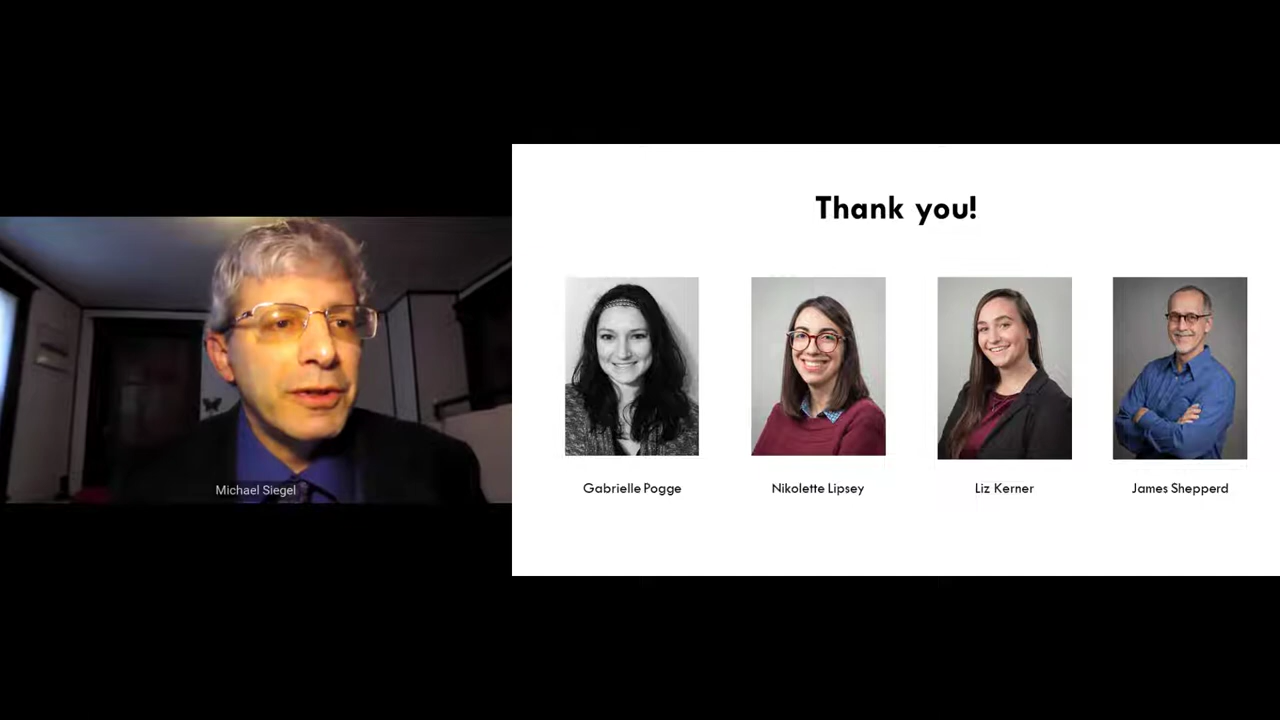 Michael Siegel
Thank you!
Gabrielle Pogge
Nikolette Lipsey
Liz Kerner
James Shepperd